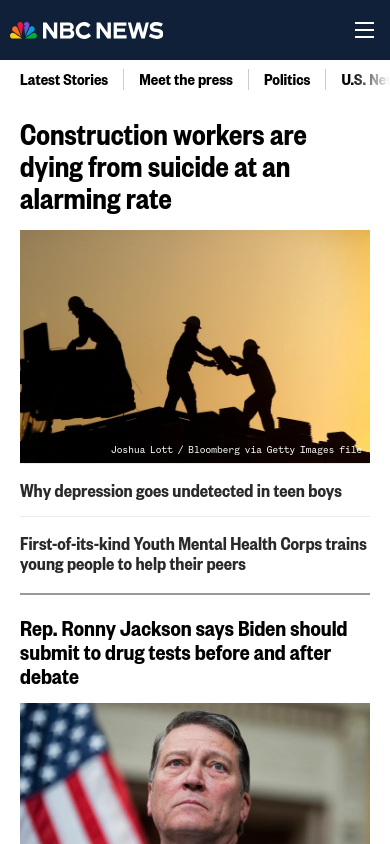 NBC NEWS
Latest Stories
Meet the press
Politics
U.S. Ne
Construction workers are
dying from suicide at an
alarming rate
Joshua Lott / Bloomberg via Getty Images file
Why depression goes undetected in teen boys
First-of-its-kind Youth Mental Health Corps trains
young people to help their peers
Rep. Ronny Jackson says Biden should
submit to drug tests before and after
debate